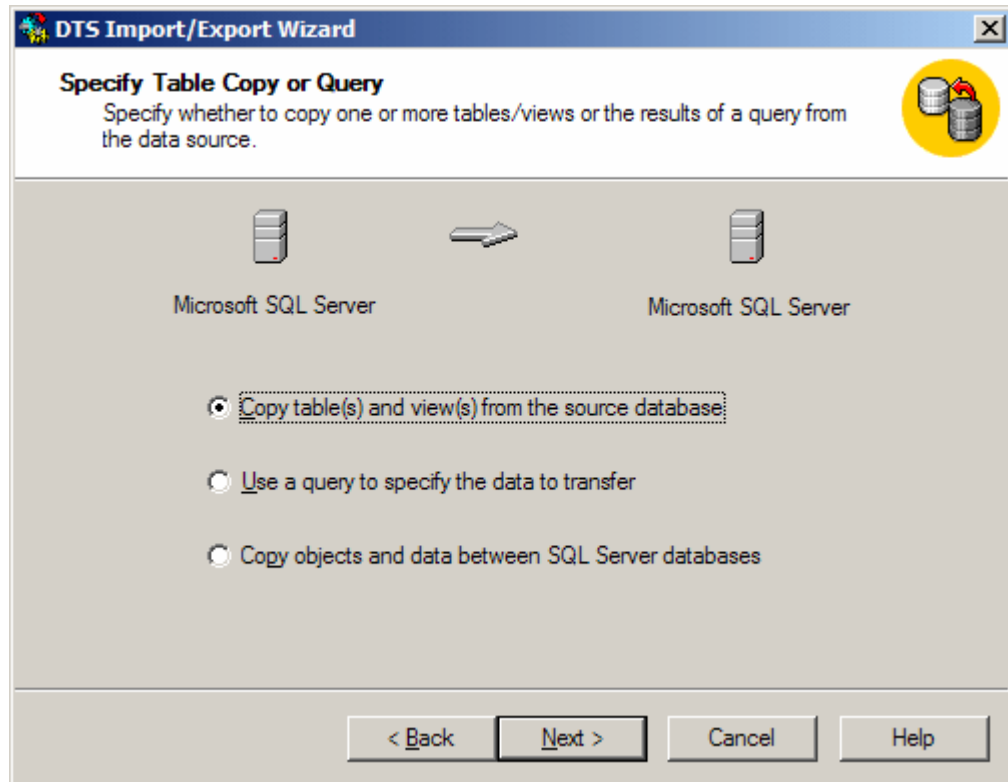 DTS Import/Export Wizard
Specify Table Copy or Query
Specify whether to copy one or more tables/views or the results of a query from
the data source.
Microsoft SQL Server
Microsoft SQL Server
Copy table(s) and view(s) from the source database
Use a query to specify the data to transfer
Copy objects and data between SQL Server databases
< Back
Next >
Cancel
Help